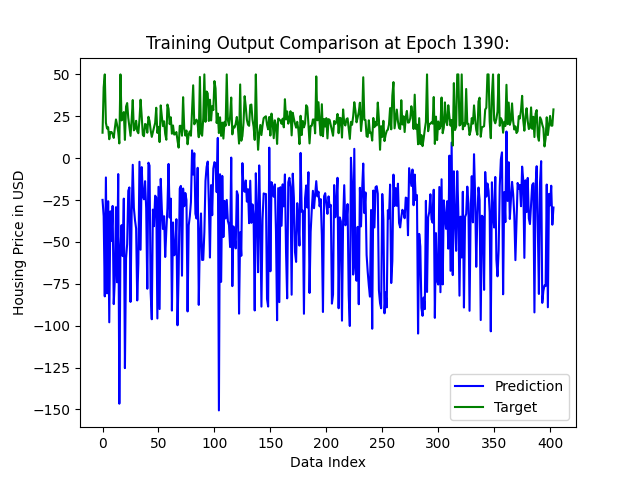 Training Output Comparison at Epoch 1390:
50
25
0
−25
−50
−75
−100
−125
−150
Housing Price in USD
0 50 100 150 200 250 300 350 400
Data Index
Prediction
Target